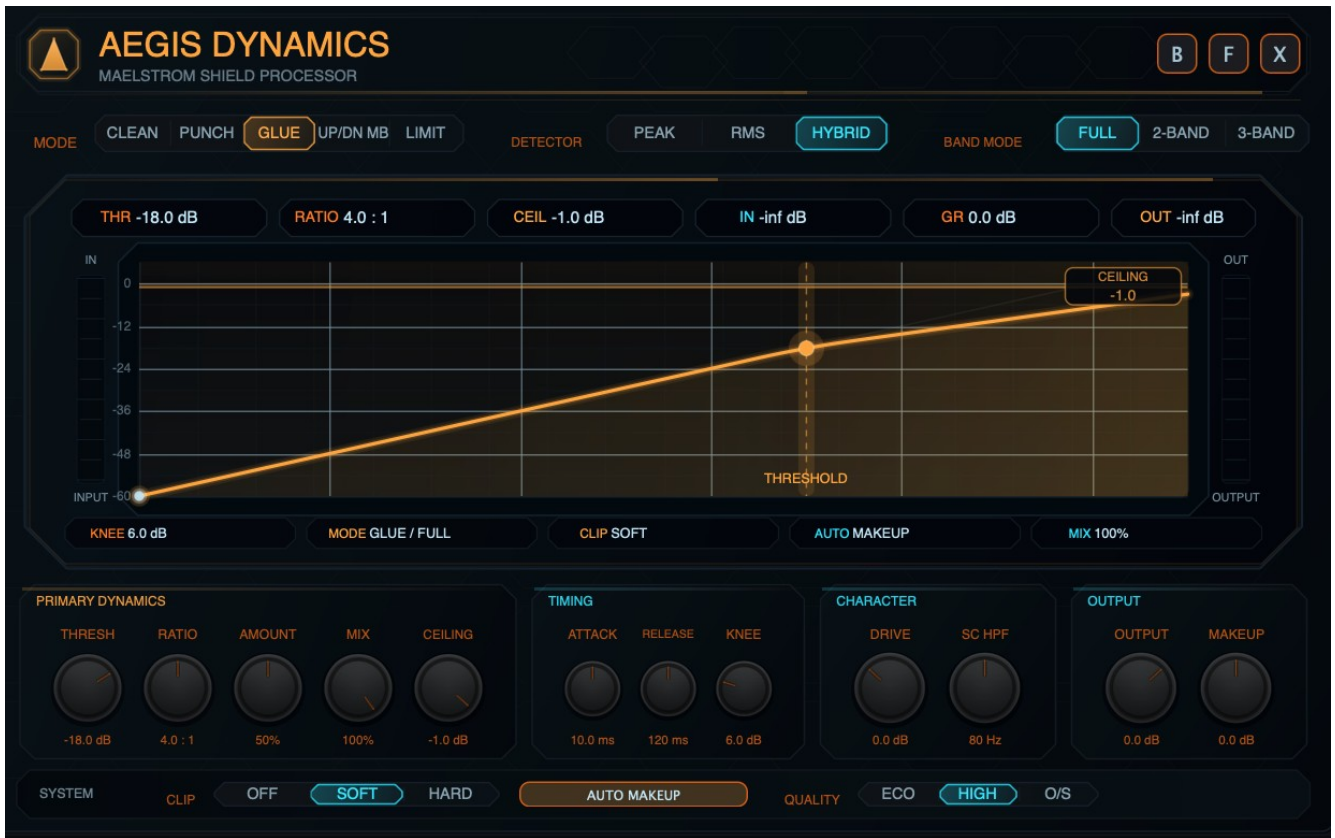 AEGIS DYNAMICS
MAELSTROM SHIELD PROCESSOR
B F X
MODE CLEAN PUNCH GLUE UP/DN MB LIMIT DETECTOR PEAK RMS HYBRID BAND MODE FULL 2-BAND 3-BAND
THR -18.0 dB RATIO 4.0 : 1 CEIL -1.0 dB IN -inf dB GR 0.0 dB OUT -inf dB
IN OUT
CEILING
0 -1.0
-12
-24
-36
-48
THRESHOLD
INPUT -60 OUTPUT
KNEE 6.0 dB MODE GLUE / FULL CLIP SOFT AUTO MAKEUP MIX 100%
PRIMARY DYNAMICS TIMING CHARACTER OUTPUT
THRESH RATIO AMOUNT MIX CEILING ATTACK RELEASE KNEE DRIVE SC HPF OUTPUT MAKEUP
-18.0 dB 4.0 : 1 50% 100% -1.0 dB 10.0 ms 120 ms 6.0 dB 0.0 dB 80 Hz 0.0 dB 0.0 dB
SYSTEM CLIP OFF SOFT HARD AUTO MAKEUP QUALITY ECO HIGH O/S